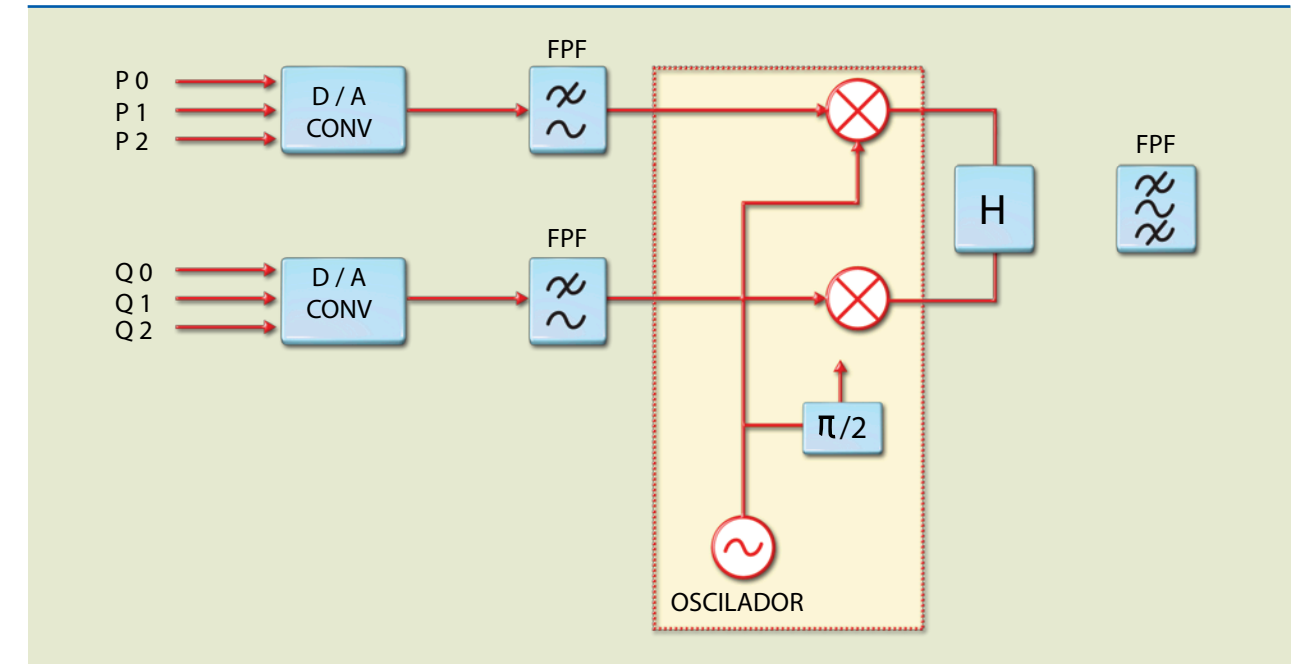 FPF
P 0
P 1
P 2
D / A
CONV
H
FPF
FPF
Q 0
Q 1
Q 2
D / A
CONV
π /2
OSCILADOR